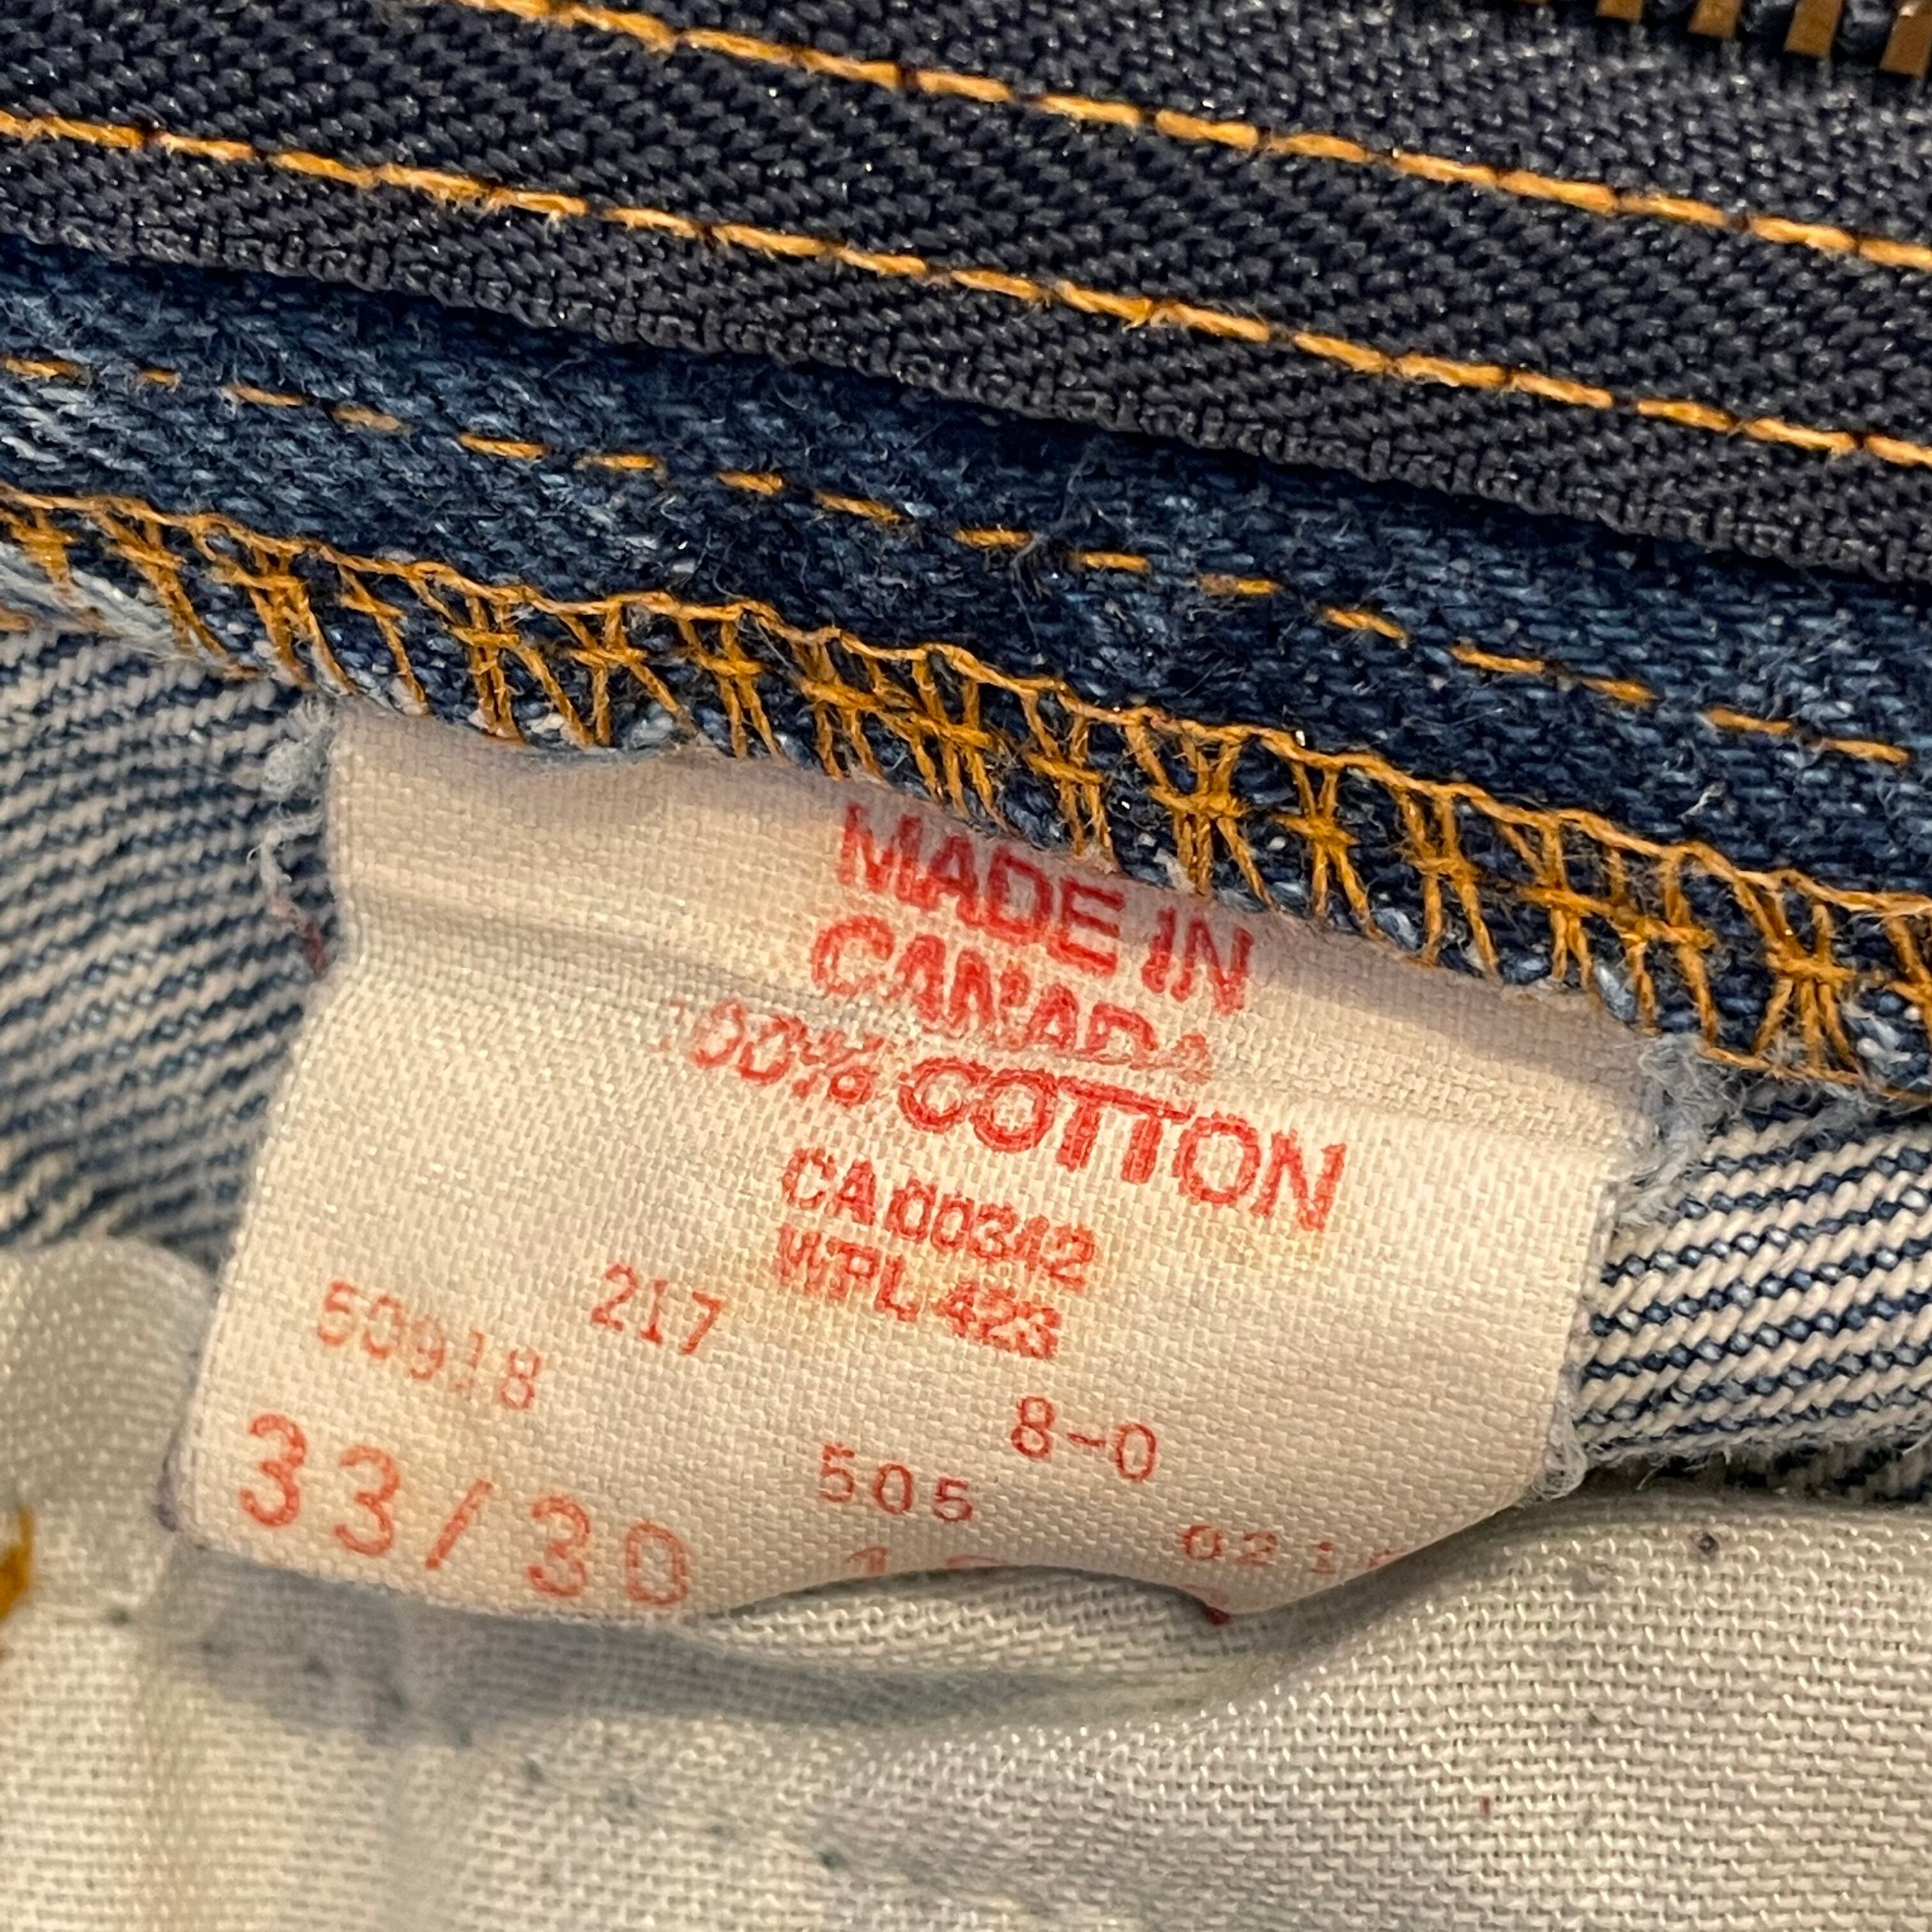 MADE IN
CANADA
100% COTTON
CA 00342
WPL 423
50918 217
8-0
33/30 505